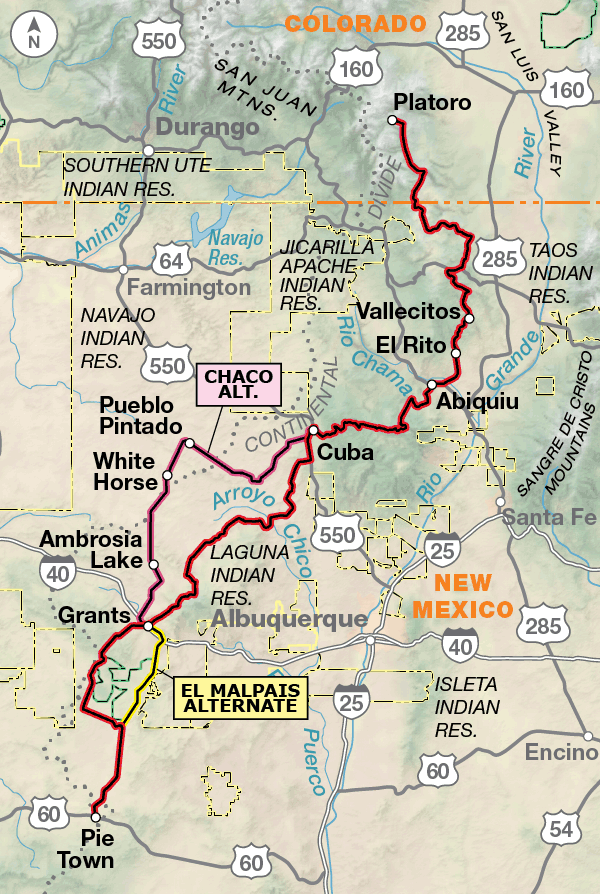 N
COLORADO
550
285
SAN LUIS
VALLEY
160
160
SAN JUAN
MTNS.
River
Platoro
Durango
River
SOUTHERN UTE
INDIAN RES.
DIVIDE
Animas
Navajo
Res.
64
JICARILLA
APACHE
INDIAN
RES.
285
TAOS
INDIAN
RES.
Farmington
NAVAJO
INDIAN
RES.
Vallecitos
El Rito
Rio Chama
Grande
550
CHACO
ALT.
CONTINENTAL
Abiquiu
SANGRE DE CRISTO
MOUNTAINS
Pueblo
Pintado
Cuba
White
Horse
Rio
Arroyo
Chico
Santa Fe
550
25
Ambrosia
Lake
40
LAGUNA
INDIAN
RES.
NEW
MEXICO
Grants
Albuquerque
285
40
EL MALPAIS
ALTERNATE
25
ISLETA
INDIAN
RES.
Puerco
Encino
60
60
Pie
Town
54
60